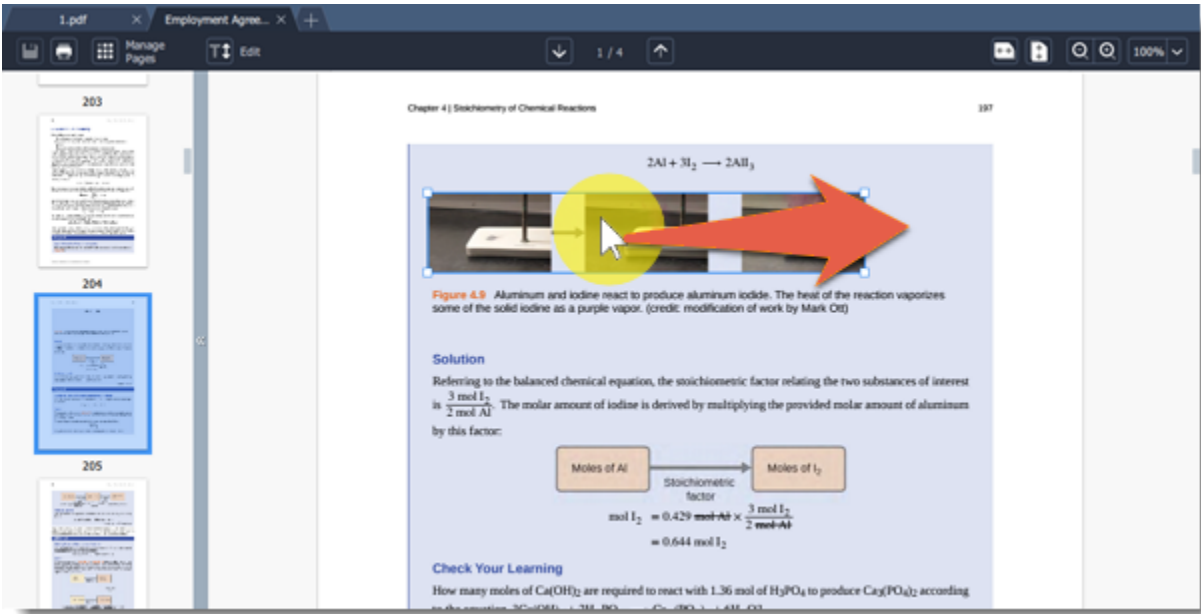 1.pdf
Employment Agree...
Manage
Pages
Edit
1 / 4
100%
203
204
205
Chapter 4 | Stoichiometry of Chemical Reactions 197
2Al + 3I₂ ⟶ 2AlI₃
Figure 4.9 Aluminum and iodine react to produce aluminum iodide. The heat of the reaction vaporizes
some of the solid iodine as a purple vapor. (credit: modification of work by Mark Ott)
Solution
Referring to the balanced chemical equation, the stoichiometric factor relating the two substances of interest
is 3 mol I₂ / 2 mol Al. The molar amount of iodine is derived by multiplying the provided molar amount of aluminum
by this factor:
Moles of Al
Stoichiometric
factor
Moles of I₂
mol I₂ = 0.429 mol Al × 3 mol I₂ / 2 mol Al
= 0.644 mol I₂
Check Your Learning
How many moles of Ca(OH)₂ are required to react with 1.36 mol of H₃PO₄ to produce Ca₃(PO₄)₂ according